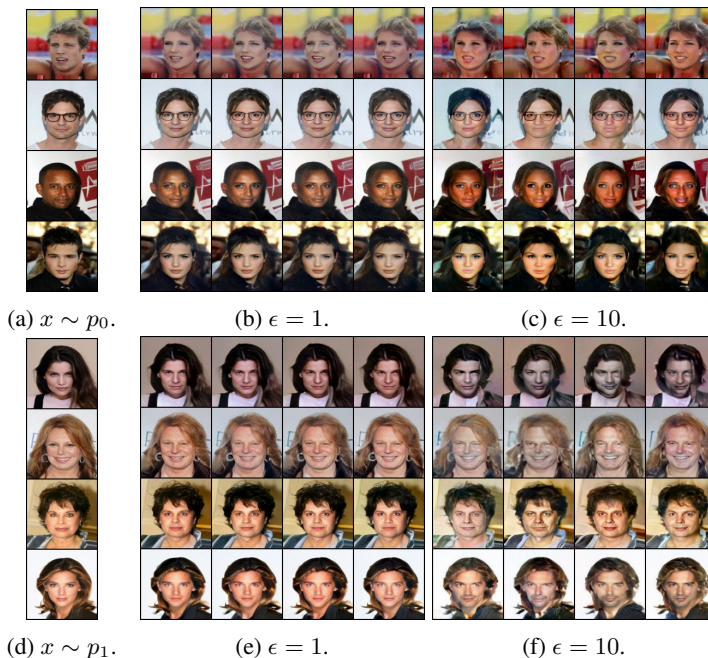 (a) x ∼ p₀.
(b) ϵ = 1.
(c) ϵ = 10.
(d) x ∼ p₁.
(e) ϵ = 1.
(f) ϵ = 10.